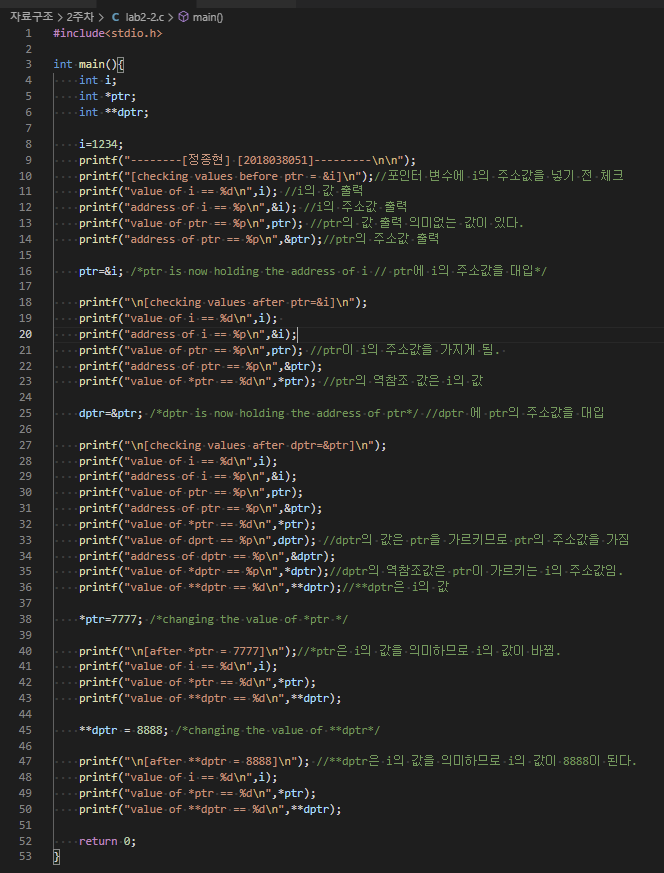 자료구조 > 2주차 > C lab2-2.c > main()
1 #include<stdio.h>
2
3 int main(){
4 int i;
5 int *ptr;
6 int **dptr;
7
8 i=1234;
9 printf("--------[정종현] [2018038051]---------\n\n");
10 printf("[checking values before ptr = &i]\n");//포인터 변수에 i의 주소값을 넣기 전 체크
11 printf("value of i == %d\n",i); //i의 값 출력
12 printf("address of i == %p\n",&i); //i의 주소값 출력
13 printf("value of ptr == %p\n",ptr); //ptr의 값 출력 의미없는 값이 있다.
14 printf("address of ptr == %p\n",&ptr);//ptr의 주소값 출력
15
16 ptr=&i; /*ptr is now holding the address of i // ptr에 i의 주소값을 대입*/
17
18 printf("\n[checking values after ptr=&i]\n");
19 printf("value of i == %d\n",i);
20 printf("address of i == %p\n",&i);
21 printf("value of ptr == %p\n",ptr); //ptr이 i의 주소값을 가지게 됨.
22 printf("address of ptr == %p\n",&ptr);
23 printf("value of *ptr == %d\n",*ptr); //ptr의 역참조 값은 i의 값
24
25 dptr=&ptr; /*dptr is now holding the address of ptr*/ //dptr 에 ptr의 주소값을 대입
26
27 printf("\n[checking values after dptr=&ptr]\n");
28 printf("value of i == %d\n",i);
29 printf("address of i == %p\n",&i);
30 printf("value of ptr == %p\n",ptr);
31 printf("address of ptr == %p\n",&ptr);
32 printf("value of *ptr == %d\n",*ptr);
33 printf("value of dprt == %p\n",dptr); //dptr의 값은 ptr을 가르키므로 ptr의 주소값을 가짐
34 printf("address of dptr == %p\n",&dptr);
35 printf("value of *dptr == %p\n",*dptr);//dptr의 역참조값은 ptr이 가르키는 i의 주소값임.
36 printf("value of **dptr == %d\n",**dptr);//**dptr은 i의 값
37
38 *ptr=7777; /*changing the value of *ptr */
39
40 printf("\n[after *ptr = 7777]\n");//*ptr은 i의 값을 의미하므로 i의 값이 바뀜.
41 printf("value of i == %d\n",i);
42 printf("value of *ptr == %d\n",*ptr);
43 printf("value of **dptr == %d\n",**dptr);
44
45 **dptr = 8888; /*changing the value of **dptr*/
46
47 printf("\n[after **dptr = 8888]\n"); //**dptr은 i의 값을 의미하므로 i의 값이 8888이 된다.
48 printf("value of i == %d\n",i);
49 printf("value of *ptr == %d\n",*ptr);
50 printf("value of **dptr == %d\n",**dptr);
51
52 return 0;
53 }